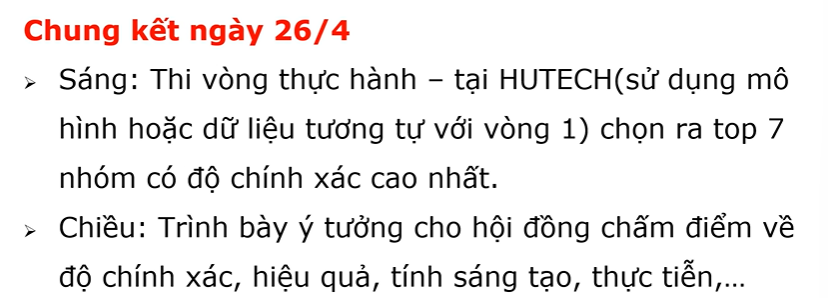 Chung kết ngày 26/4
➢ Sáng: Thi vòng thực hành – tại HUTECH(sử dụng mô
hình hoặc dữ liệu tương tự với vòng 1) chọn ra top 7
nhóm có độ chính xác cao nhất.
➢ Chiều: Trình bày ý tưởng cho hội đồng chấm điểm về
độ chính xác, hiệu quả, tính sáng tạo, thực tiễn,...